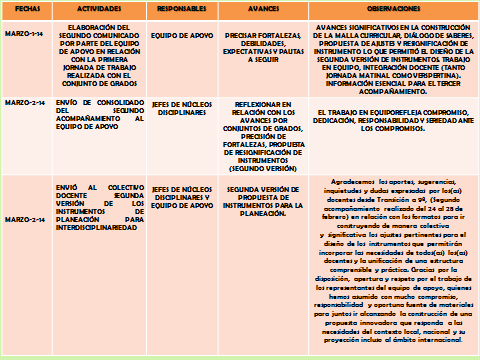 FECHAS ACTIVIDADES RESPONSABLES AVANCES OBSERVACIONES
MARZO-1-14
ELABORACIÓN DEL
SEGUNDO COMUNICADO
POR PARTE DEL EQUIPO
DE APOYO EN RELACIÓN
CON LA PRIMERA
JORNADA DE TRABAJO
REALIZADA CON EL
CONJUNTO DE GRADOS
EQUIPO DE APOYO
PRECISAR FORTALEZAS,
DEBILIDADES,
EXPECTATIVAS Y PAUTAS
A SEGUIR
AVANCES SIGNIFICATIVOS EN LA CONSTRUCCIÓN
DE LA MALLA CURRICULAR, DIÁLOGO DE SABERES,
PROPUESTA DE AJUSTES Y RESIGNIFICACIÓN DE
INSTRUMENTO LO QUE PERMITIÓ EL DISEÑO DE LA
SEGUNDA VERSIÓN DE INSTRUMENTOS. TRABAJO
EN EQUIPO, INTEGRACIÓN DOCENTE (TANTO
JORNADA MATINAL COMO VERSPERTINA).
INFORMACIÓN ESENCIAL PARA EL TERCER
ACOMPAÑAMIENTO.
MARZO-2-14
ENVÍO DE CONSOLIDADO
DEL SEGUNDO
ACOMPAÑAMIENTO AL
EQUIPO DE APOYO
JEFES DE NÚCLEOS
DISCIPLINARES
REFLEXIONAR EN
RELACIÓN CON LOS
AVANCES POR
CONJUNTOS DE GRADOS,
PRECISIÓN DE
FORTALEZAS, PROPUESTA
DE RESIGNIFICACIÓN DE
INSTRUMENTOS
(SEGUNDO VERSIÓN)
EL TRABAJO EN EQUIPOREFLEJA COMPROMISO,
DEDICACIÓN, RESPONSABILIDAD Y SERIEDAD ANTE
LOS COMPROMISOS.
MARZO-2-14
ENVIÓ AL COLECTIVO
DOCENTE SEGUNDA
VERSIÓN DE LOS
INSTRUMENTOS DE
PLANEACIÓN PARA
INTERDISCIPLINARIEDAD
JEFES DE NÚCLEOS
DISCIPLINARES Y
EQUIPO DE APOYO
SEGUNDA VERSIÓN DE
PROPUESTA DE
INSTRUMENTOS PARA LA
PLANEACIÓN.
Agradecemos los aportes, sugerencias,
inquietudes y dudas expresadas por los(as)
docentes desde Transición a 9º, (Segundo
acompañamiento realizado del 24 al 28 de
febrero) en relación con los formatos para ir
construyendo de manera colectiva
y significativa los ajustes pertinentes para el
diseño de los instrumentos que permitirán
incorporar las necesidades de todos(as) los(as)
docentes y la unificación de una estructura
comprensible y práctica. Gracias por la
disposición, apertura y respeto por el trabajo de
los representantes del equipo de apoyo, quienes
hemos asumido con mucho compromiso,
responsabilidad y oportuna fuente de materiales
para juntos ir alcanzando la construcción de una
propuesta innovadora que responda a las
necesidades del contexto local, nacional y su
proyección incluso al ámbito internacional.